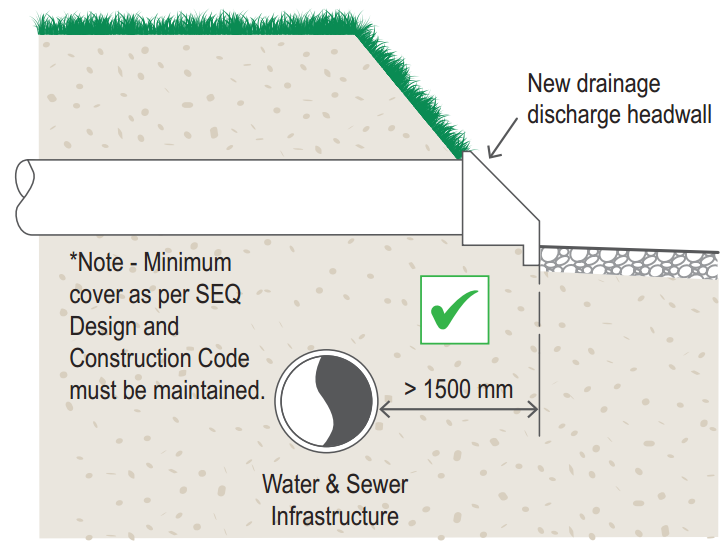 New drainage
discharge headwall
*Note - Minimum
cover as per SEQ
Design and
Construction Code
must be maintained.
> 1500 mm
Water & Sewer
Infrastructure